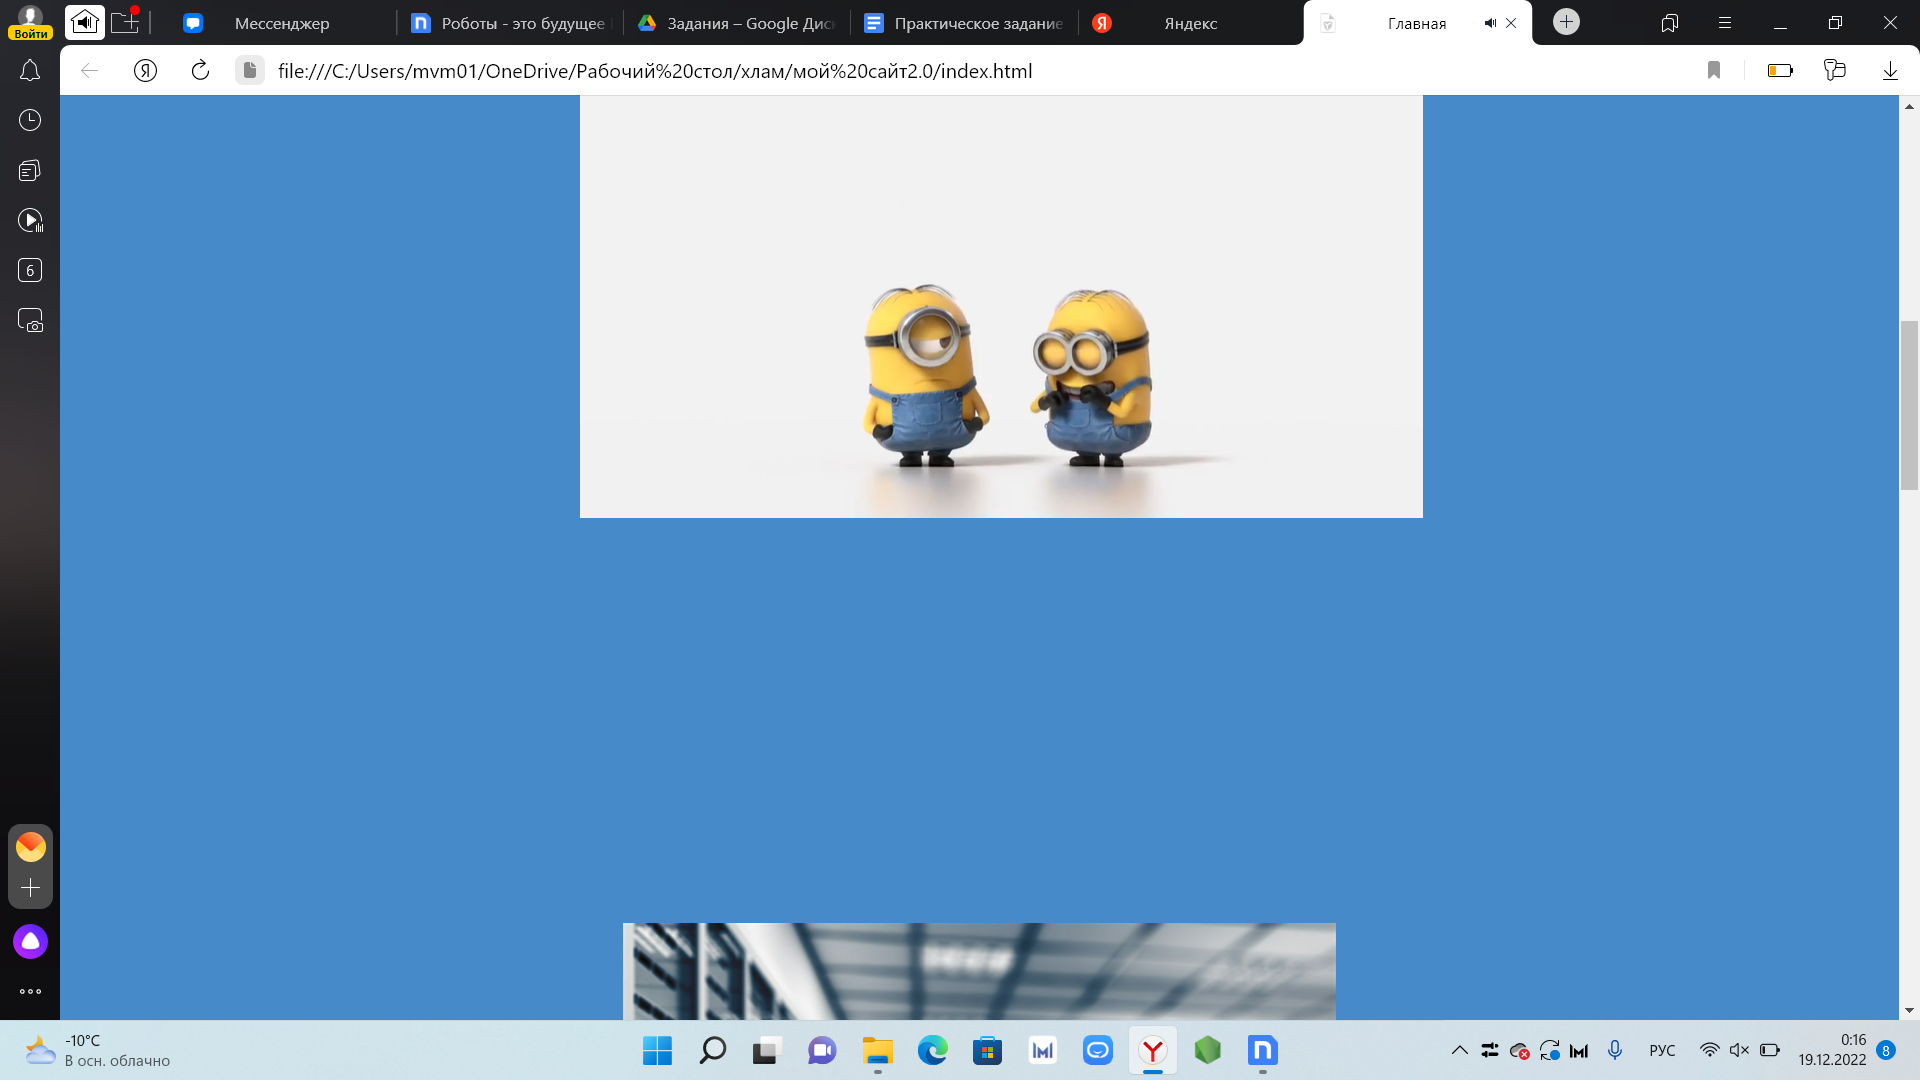 Войти
Мессенджер
Роботы - это будущее
Задания – Google Дис
Практическое задание
Яндекс
Главная
file:///C:/Users/mvm01/OneDrive/Рабочий%20стол/хлам/мой%20сайт2.0/index.html
6
-10°C
В осн. облачно
РУС
0:16
19.12.2022
8